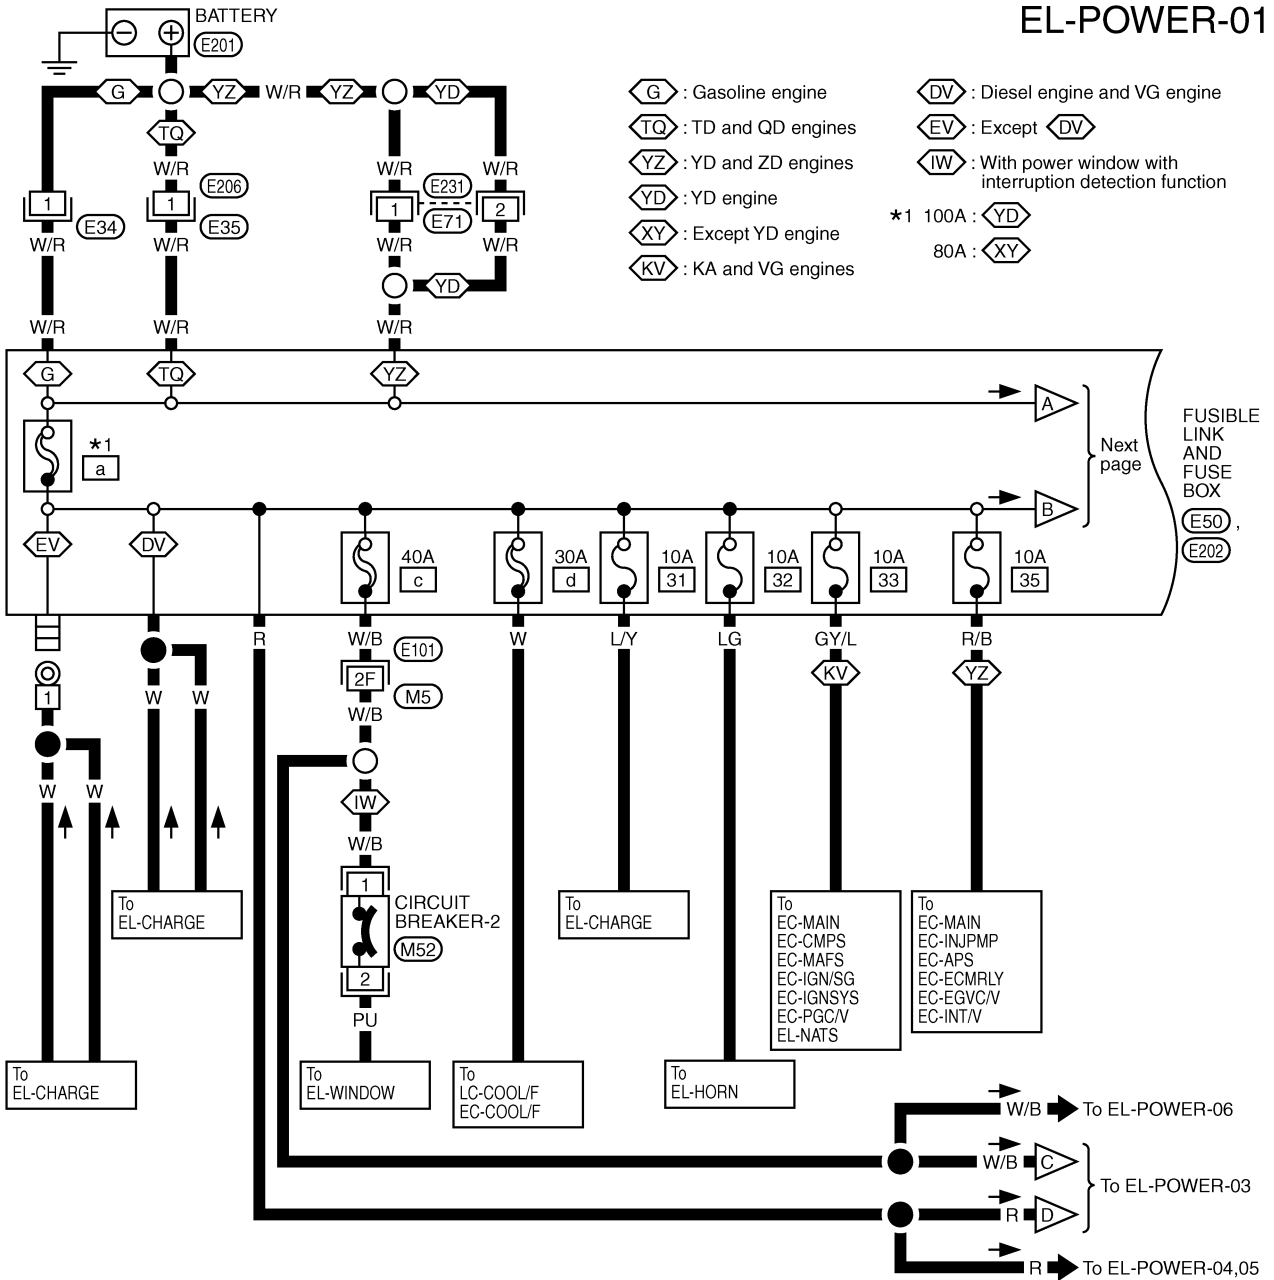 EL-POWER-01
BATTERY
E201
G
YZ
W/R
YZ
YD
TQ
W/R
W/R
W/R
1
E34
1
E206
E35
1
E231
E71
2
W/R
W/R
W/R
W/R
YD
W/R
W/R
W/R
G : Gasoline engine
TQ : TD and QD engines
YZ : YD and ZD engines
YD : YD engine
XY : Except YD engine
KV : KA and VG engines
DV : Diesel engine and VG engine
EV : Except DV
IW : With power window with
interruption detection function
*1 100A : YD
80A : XY
G
TQ
YZ
A
*1
a
Next
page
B
FUSIBLE
LINK
AND
FUSE
BOX
E50 ,
E202
EV
DV
40A
c
30A
d
10A
31
10A
32
10A
33
10A
35
R
W/B
E101
W
L/Y
LG
GY/L
R/B
2F
M5
KV
YZ
1
W
W
W/B
W
W
IW
W/B
1
CIRCUIT
BREAKER-2
M52
2
PU
To
EL-CHARGE
To
EL-CHARGE
To
EC-MAIN
EC-CMPS
EC-MAFS
EC-IGN/SG
EC-IGNSYS
EC-PGC/V
EL-NATS
To
EC-MAIN
EC-INJPMP
EC-APS
EC-ECMRLY
EC-EGVC/V
EC-INT/V
To
EL-CHARGE
To
EL-WINDOW
To
LC-COOL/F
EC-COOL/F
To
EL-HORN
W/B To EL-POWER-06
W/B C
To EL-POWER-03
R D
R To EL-POWER-04,05